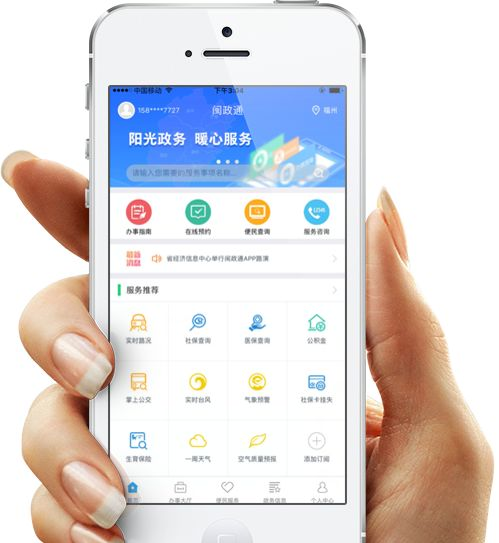 中国移动 下午3:04
158****7727 闽政通 福州
阳光政务 暖心服务
请输入您需要的服务事项名称...
办事指南 在线预约 便民查询 服务咨询
最新
消息
省经济信息中心举行闽政通APP路演
服务推荐
实时路况 社保查询 医保查询 公积金
掌上公交 实时台风 气象预警 社保卡挂失
生育保险 一周天气 空气质量预报 添加订阅
首页 办事大厅 便民服务 政务信息 个人中心